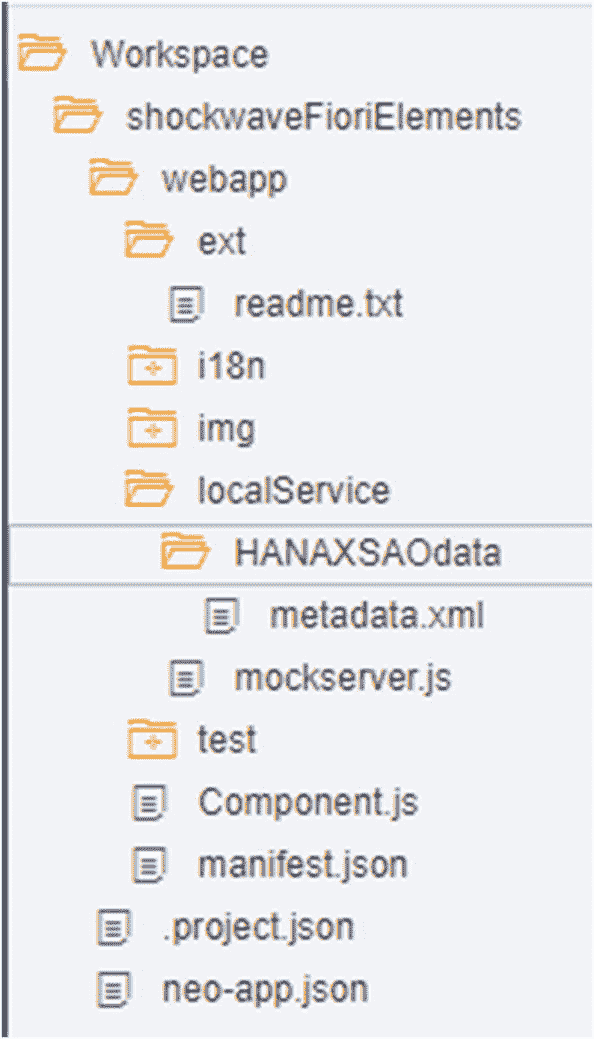 Workspace
shockwaveFioriElements
webapp
ext
readme.txt
i18n
img
localService
HANAXSAOdata
metadata.xml
mockserver.js
test
Component.js
manifest.json
.project.json
neo-app.json